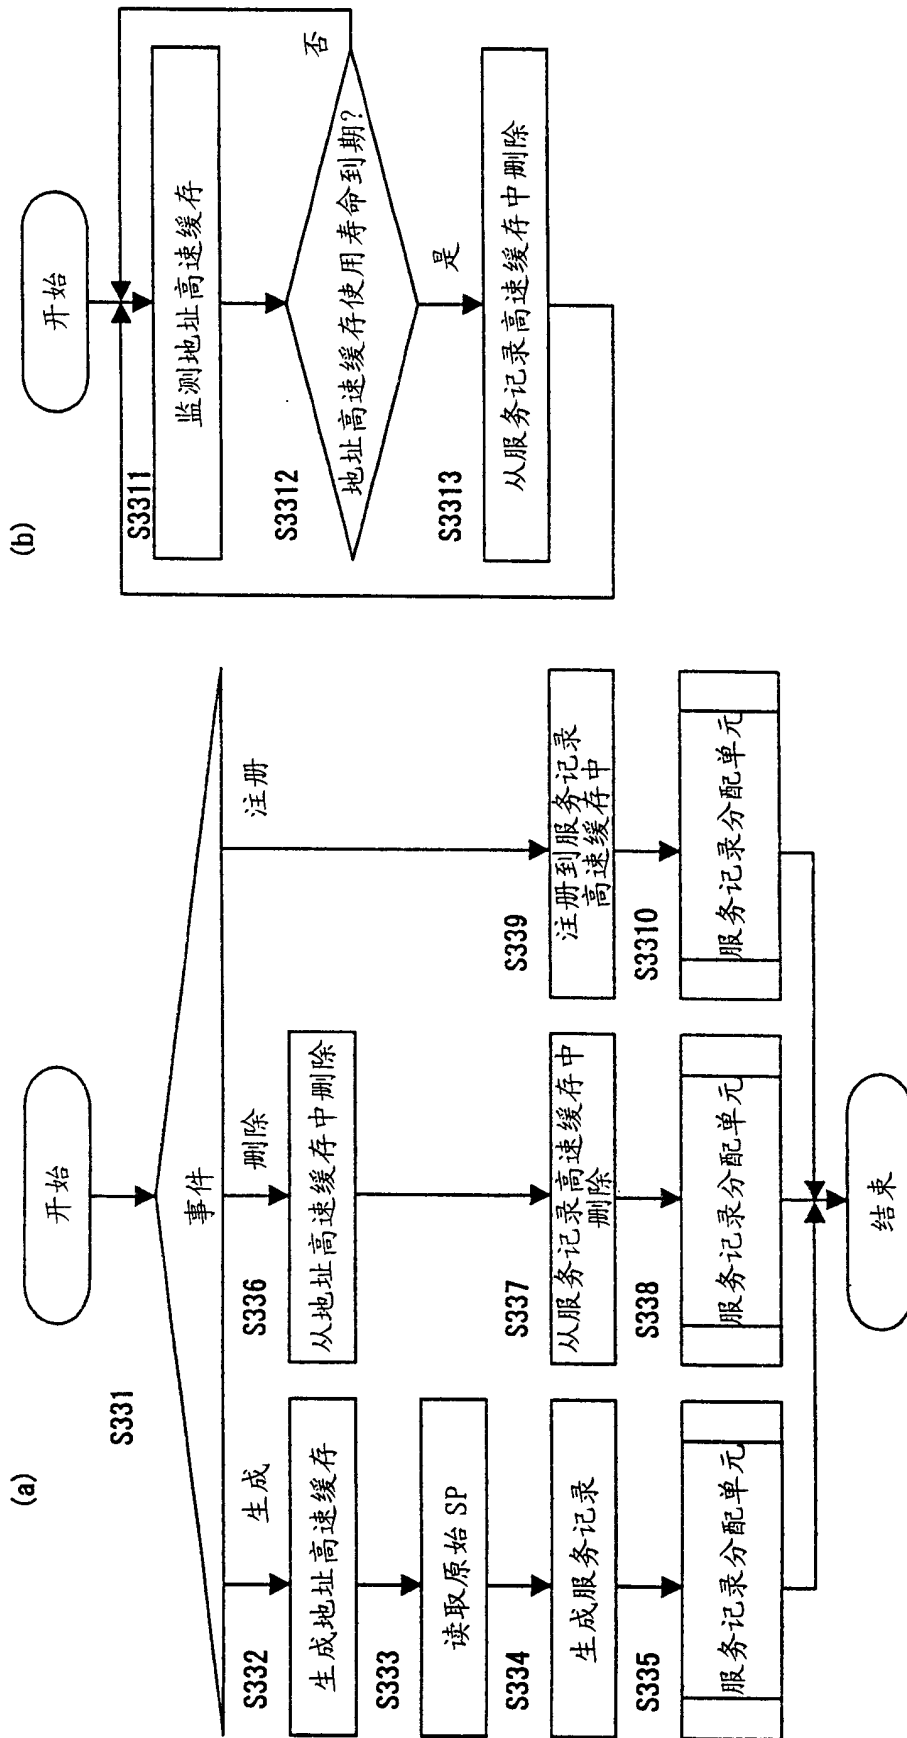 (a)
开始
S331
事件
生成
删除
注册
S332
生成地址高速缓存
S336
从地址高速缓存中删除
S333
读取原始 SP
S334
生成服务记录
S337
从服务记录高速缓存中
删除
S339
注册到服务记录
高速缓存中
S335
服务记录分配单元
S338
服务记录分配单元
S3310
服务记录分配单元
结束
(b)
开始
S3311
监测地址高速缓存
S3312
地址高速缓存使用寿命到期?
否
是
S3313
从服务记录高速缓存中删除